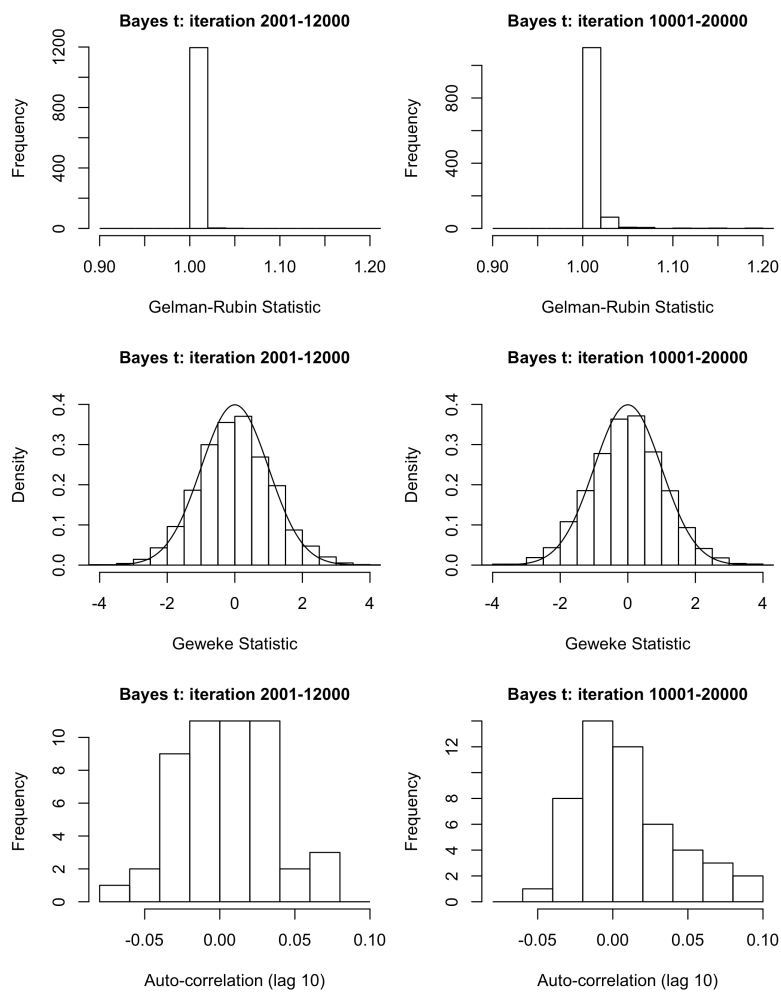 Bayes t: iteration 2001-12000
Frequency
0 400 800 1200
0.90 1.00 1.10 1.20
Gelman-Rubin Statistic
Bayes t: iteration 10001-20000
Frequency
0 400 800
0.90 1.00 1.10 1.20
Gelman-Rubin Statistic
Bayes t: iteration 2001-12000
Density
0.0 0.1 0.2 0.3 0.4
-4 -2 0 2 4
Geweke Statistic
Bayes t: iteration 10001-20000
Density
0.0 0.1 0.2 0.3 0.4
-4 -2 0 2 4
Geweke Statistic
Bayes t: iteration 2001-12000
Frequency
0 2 4 6 8 10
-0.05 0.00 0.05 0.10
Auto-correlation (lag 10)
Bayes t: iteration 10001-20000
Frequency
0 2 4 6 8 12
-0.05 0.00 0.05 0.10
Auto-correlation (lag 10)